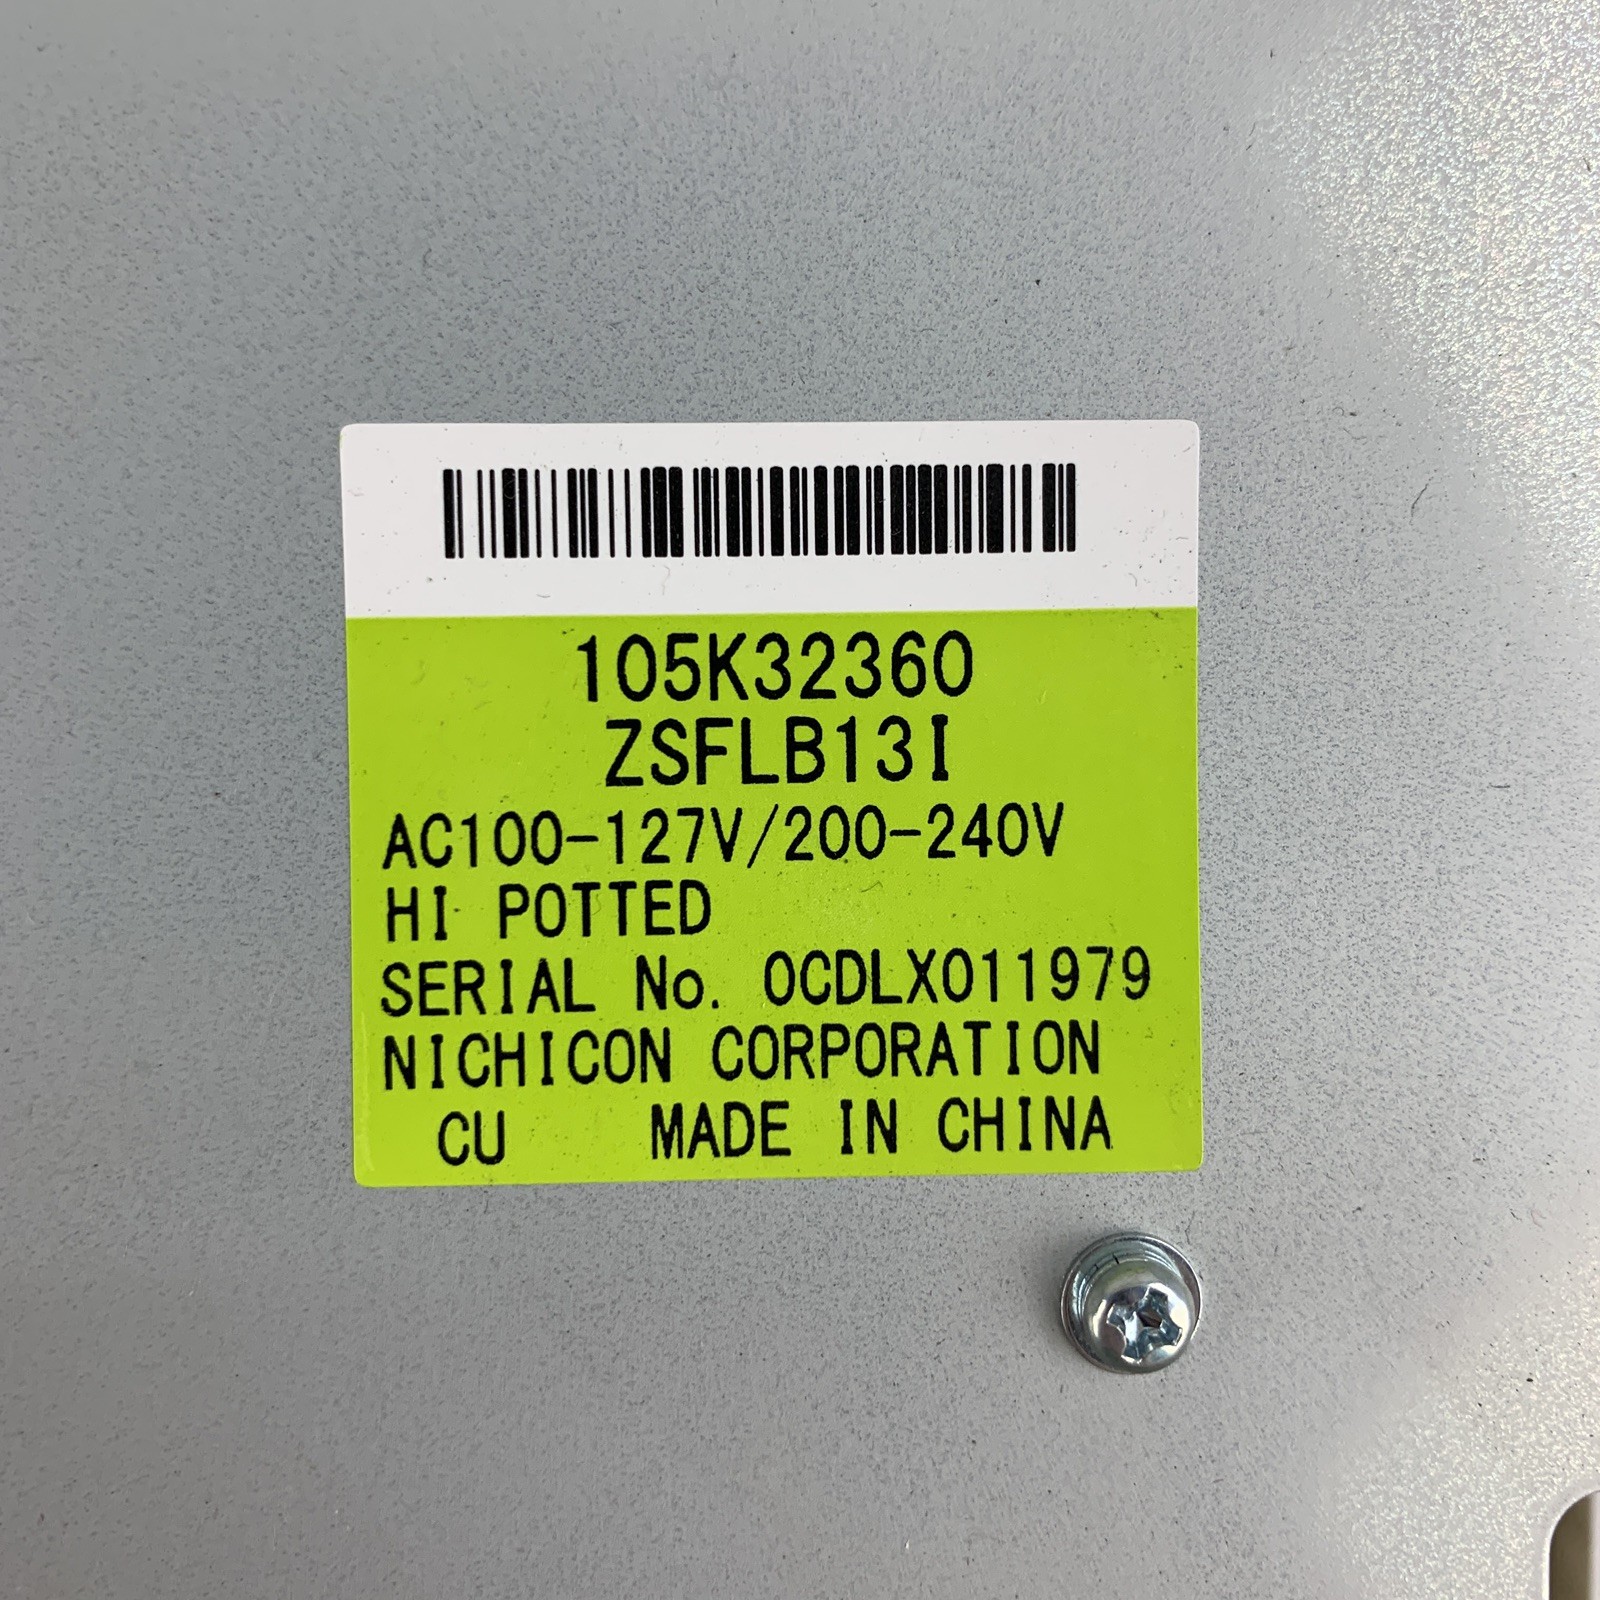 105K32360
ZSFLB13I
AC100-127V/200-240V
HI POTTED
SERIAL No. 0CDLX011979
NICHICON CORPORATION
CU MADE IN CHINA